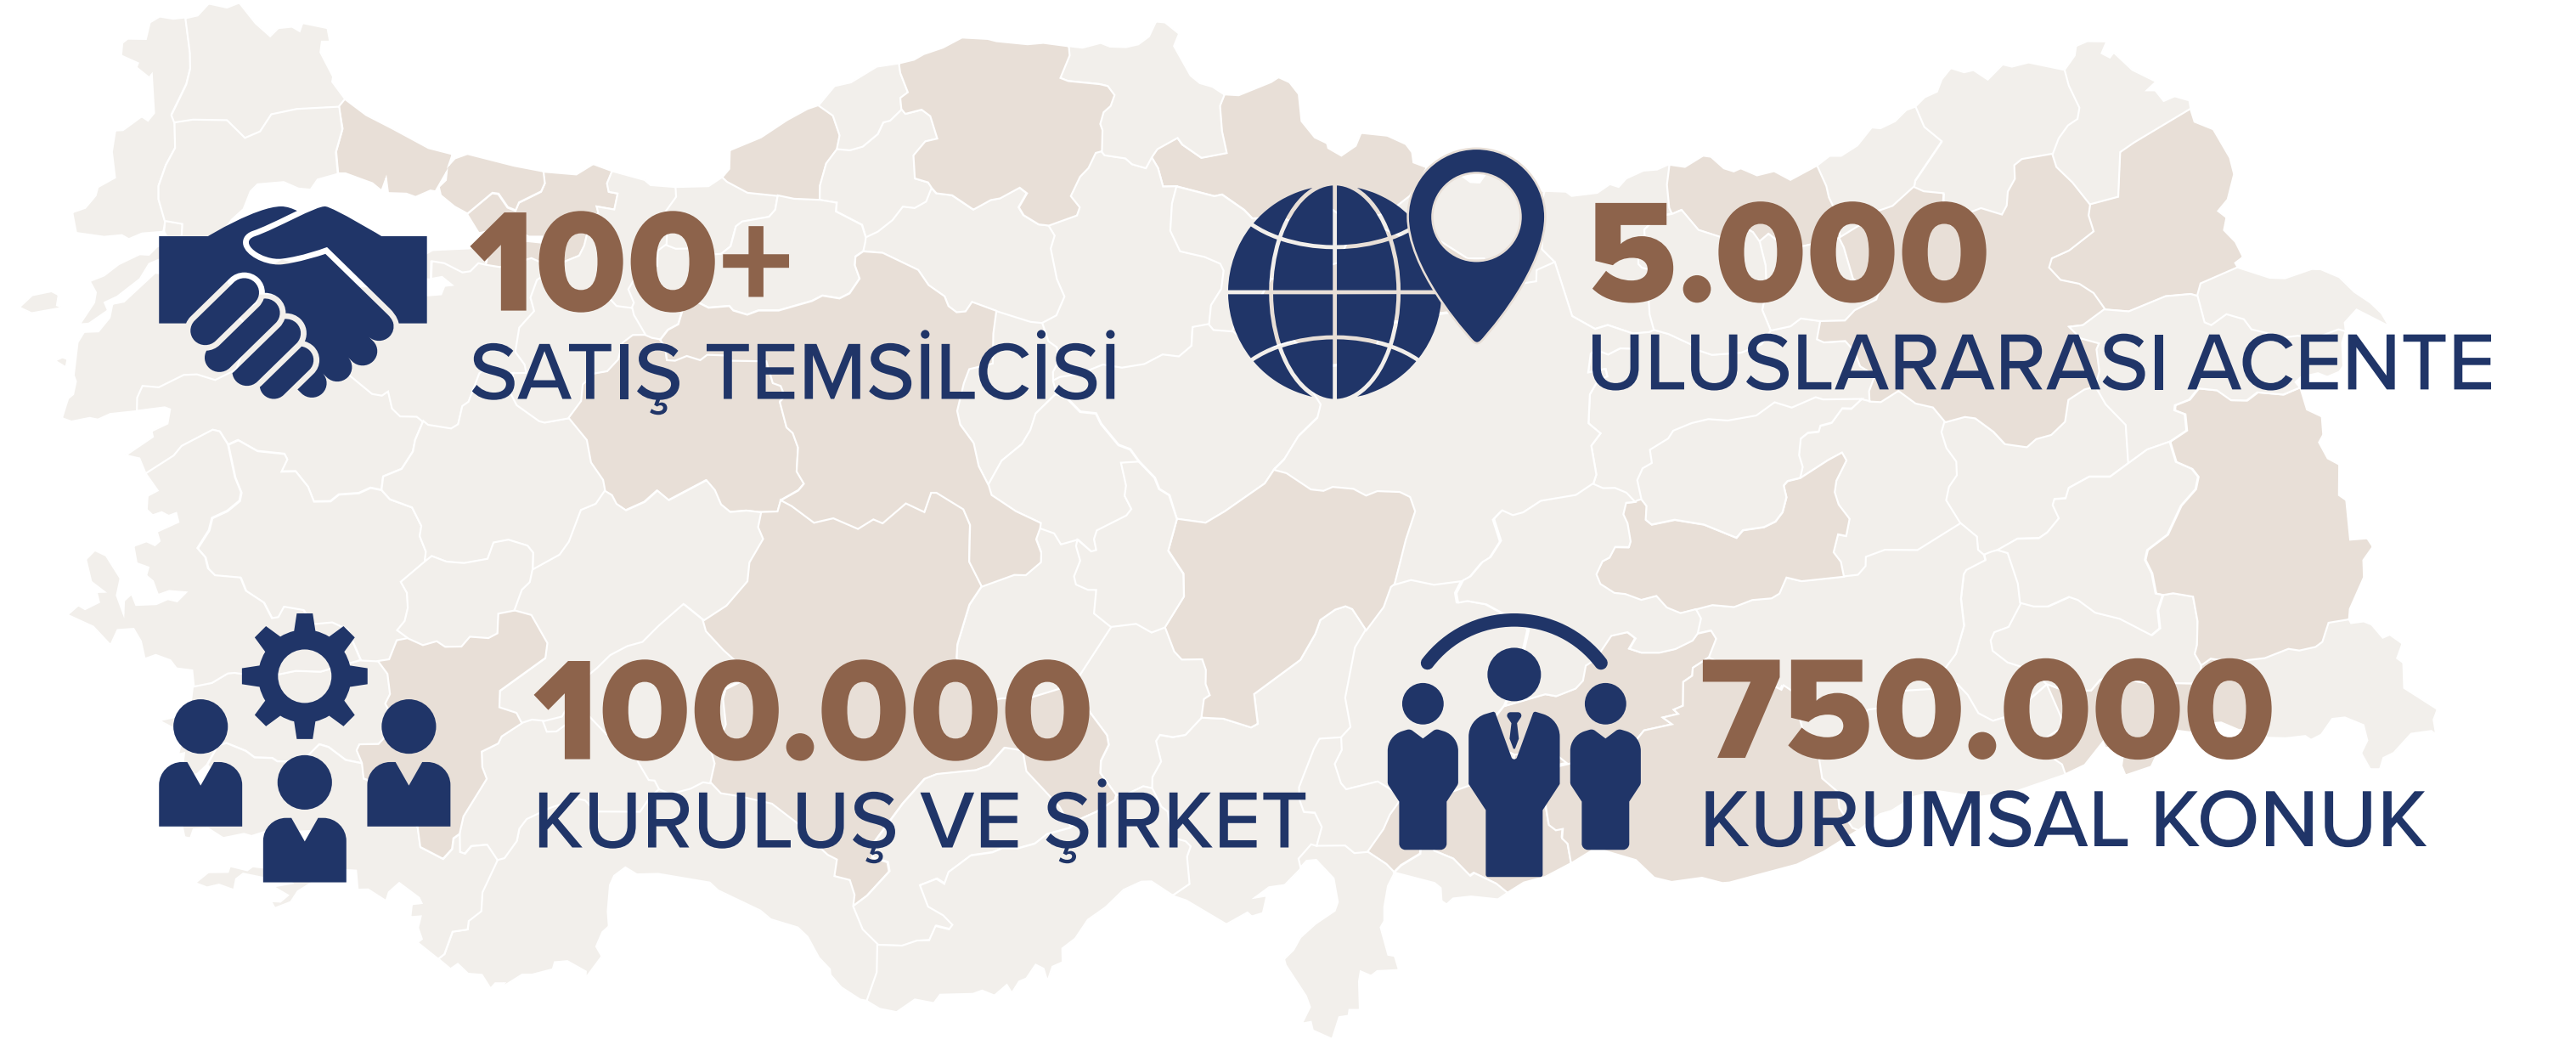 100+
SATIŞ TEMSİLCİSİ
5.000
ULUSLARARASI ACENTE
100.000
KURULUŞ VE ŞİRKET
750.000
KURUMSAL KONUK